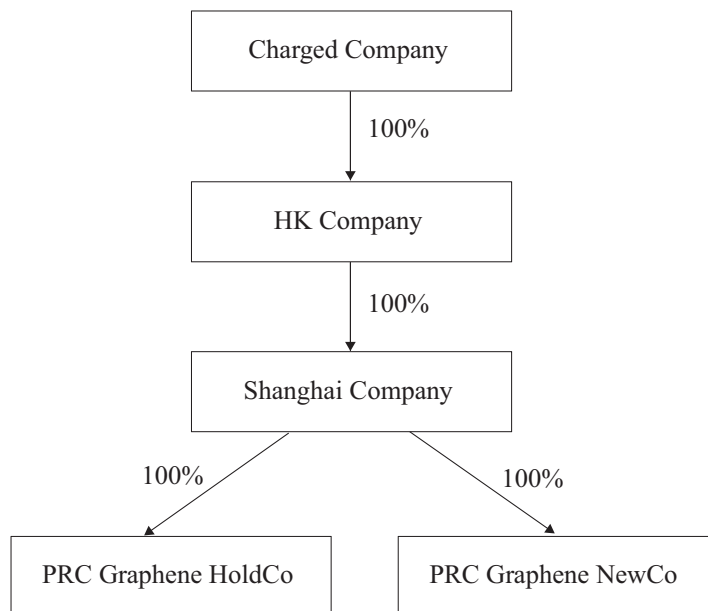 Charged Company
100%
HK Company
100%
Shanghai Company
100%
100%
PRC Graphene HoldCo
PRC Graphene NewCo